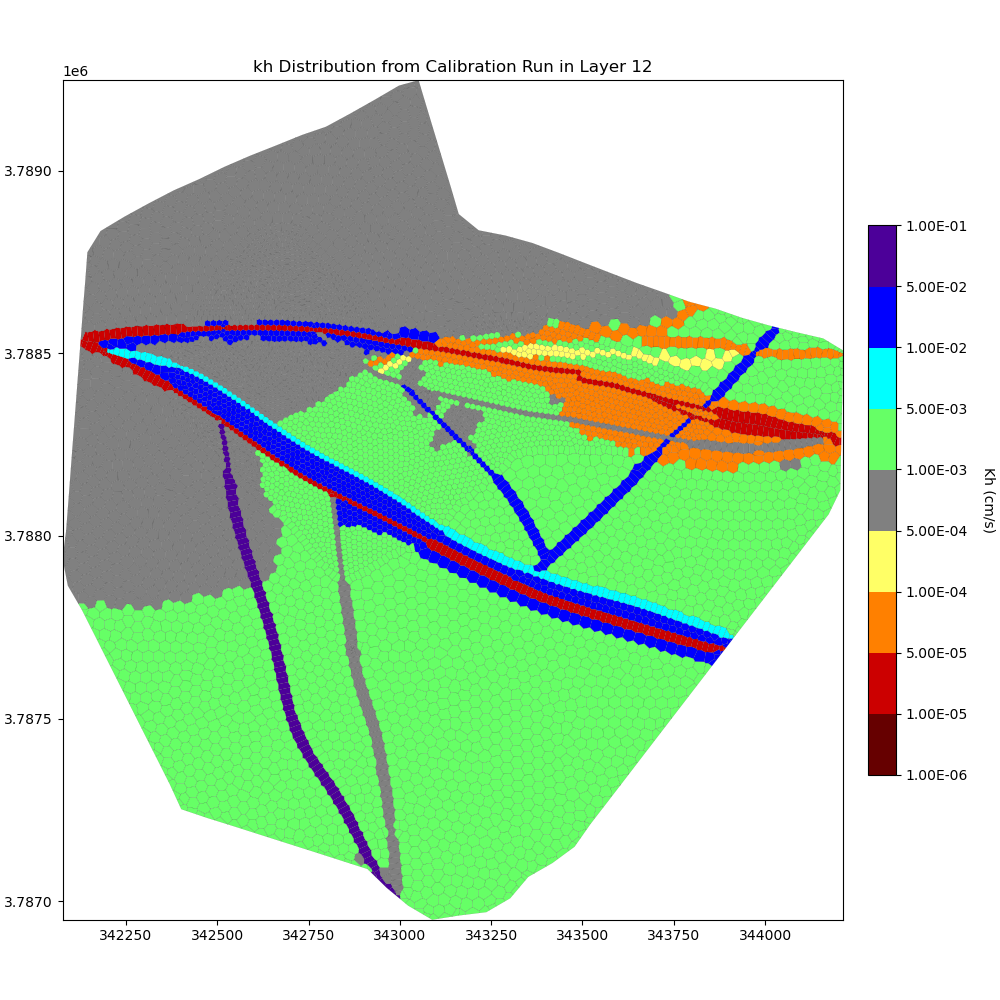 kh Distribution from Calibration Run in Layer 12
1e6
3.7890
3.7885
3.7880
3.7875
3.7870
342250 342500 342750 343000 343250 343500 343750 344000
1.00E-01
5.00E-02
1.00E-02
5.00E-03
1.00E-03
5.00E-04
1.00E-04
5.00E-05
1.00E-05
1.00E-06
Kh (cm/s)